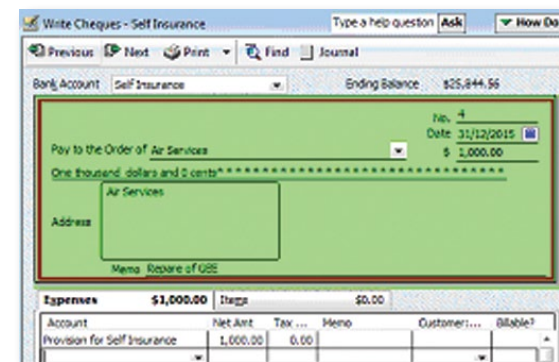 Write Cheques - Self Insurance Type a help question Ask How Do
Previous Next Print Find Journal
Bank Account Self Insurance Ending Balance $25,844.56
No. 4
Date 31/12/2015
Pay to the Order of Air Services $ 1,000.00
One thousand dollars and 0 cents* * * * * * * * * * * * * * * * * * * * * * * * * * * * * * * * * * *
Air Services
Address
Memo Repare of GEE
Expenses $1,000.00 Items $0.00
Account Net Amt Tax ... Memo Customer:... Billable?
Provision for Self Insurance 1,000.00 0.00